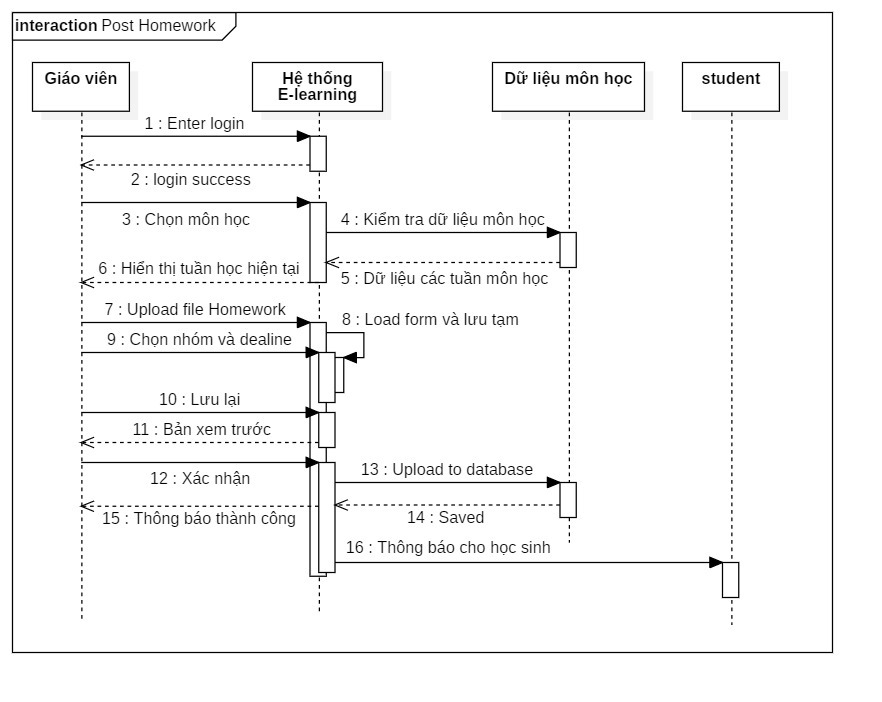 interaction Post Homework
Giáo viên
Hệ thống
E-learning
Dữ liệu môn học
student
1 : Enter login
2 : login success
3 : Chọn môn học
4 : Kiểm tra dữ liệu môn học
6 : Hiển thị tuần học hiện tại
5 : Dữ liệu các tuần môn học
7 : Upload file Homework
8 : Load form và lưu tạm
9 : Chọn nhóm và dealine
10 : Lưu lại
11 : Bản xem trước
12 : Xác nhận
13 : Upload to database
15 : Thông báo thành công
14 : Saved
16 : Thông báo cho học sinh